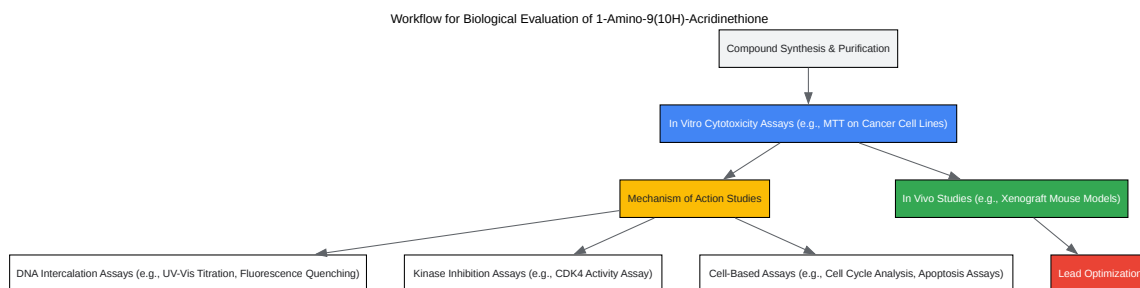 Workflow for Biological Evaluation of 1-Amino-9(10H)-Acridinethione
Compound Synthesis & Purification
In Vitro Cytotoxicity Assays (e.g., MTT on Cancer Cell Lines)
Mechanism of Action Studies
In Vivo Studies (e.g., Xenograft Mouse Models)
DNA Intercalation Assays (e.g., UV-Vis Titration, Fluorescence Quenching)
Kinase Inhibition Assays (e.g., CDK4 Activity Assay)
Cell-Based Assays (e.g., Cell Cycle Analysis, Apoptosis Assays)
Lead Optimization